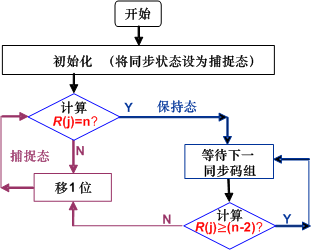 开始
初始化 （将同步状态设为捕捉态）
计算
R(j)=n?
Y
保持态
捕捉态
N
等待下一
同步码组
移1位
计算
R(j)≥(n-2)?
N
Y